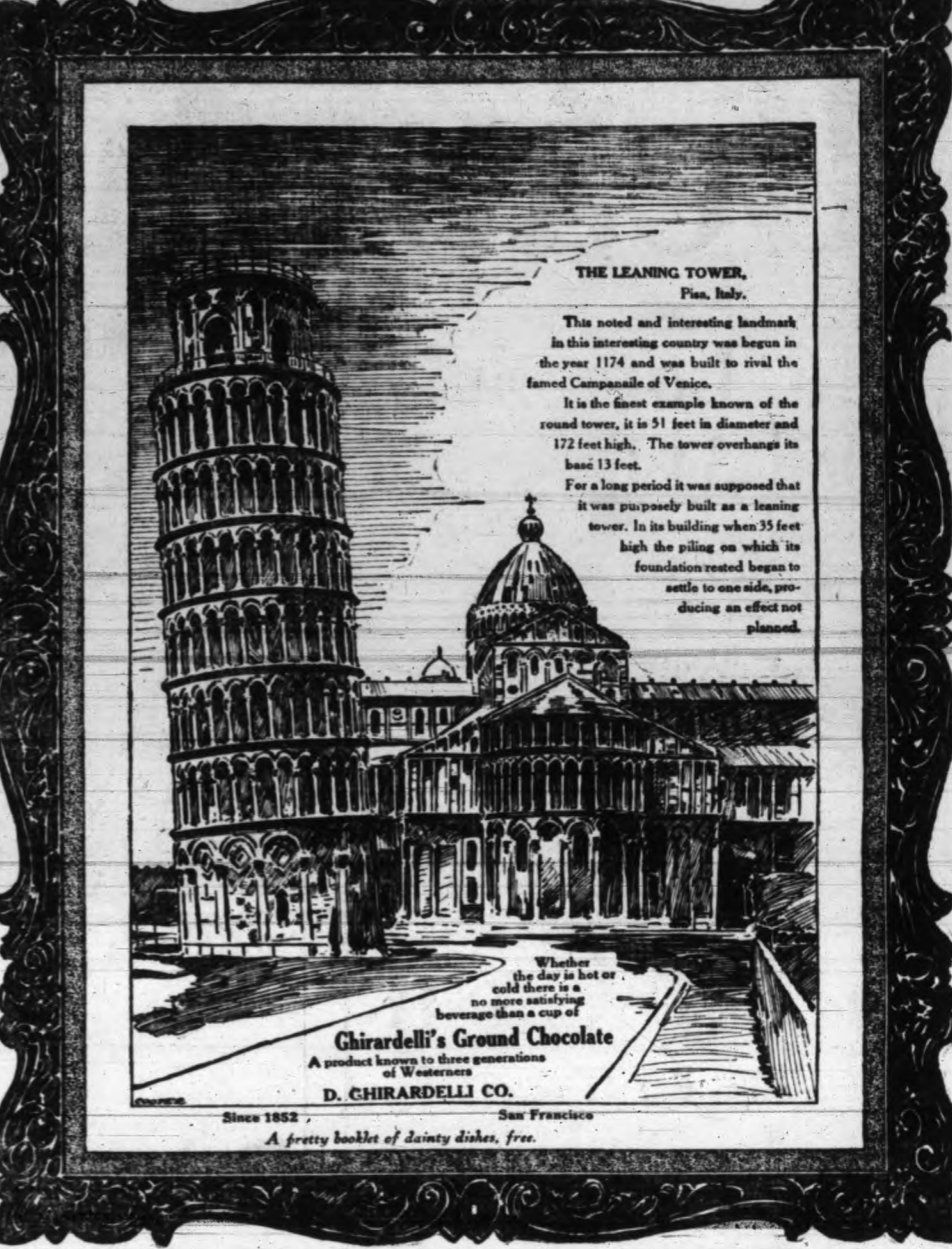 THE LEANING TOWER,
Pisa, Italy.
This noted and interesting landmark
in this interesting country was begun in
the year 1174 and was built to rival the
famed Campanaile of Venice.
It is the finest example known of the
round tower, it is 51 feet in diameter and
172 feet high. The tower overhangs its
base 13 feet.
For a long period it was supposed that
it was purposely built as a leaning
tower. In its building when 35 feet
high the piling on which its
foundation rested began to
settle to one side, pro-
ducing an effect not
planned.
Whether
the day is hot or
cold there is a
no more satisfying
beverage than a cup of
Ghirardelli's Ground Chocolate
A product known to three generations
of Westerners
D. GHIRARDELLI CO.
Since 1852 San Francisco
A pretty booklet of dainty dishes, free.